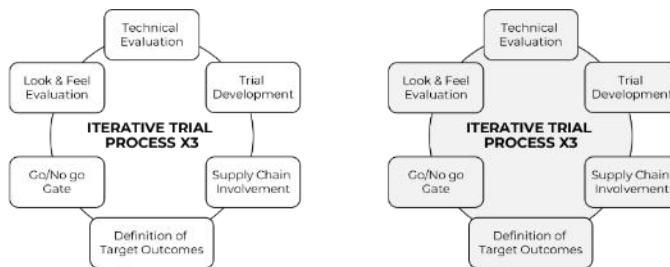 Technical
Evaluation
Look & Feel
Evaluation
Trial
Development
ITERATIVE TRIAL
PROCESS X3
Go/No go
Gate
Supply Chain
Involvement
Definition of
Target Outcomes
Technical
Evaluation
Look & Feel
Evaluation
Trial
Development
ITERATIVE TRIAL
PROCESS X3
Go/No go
Gate
Supply Chain
Involvement
Definition of
Target Outcomes